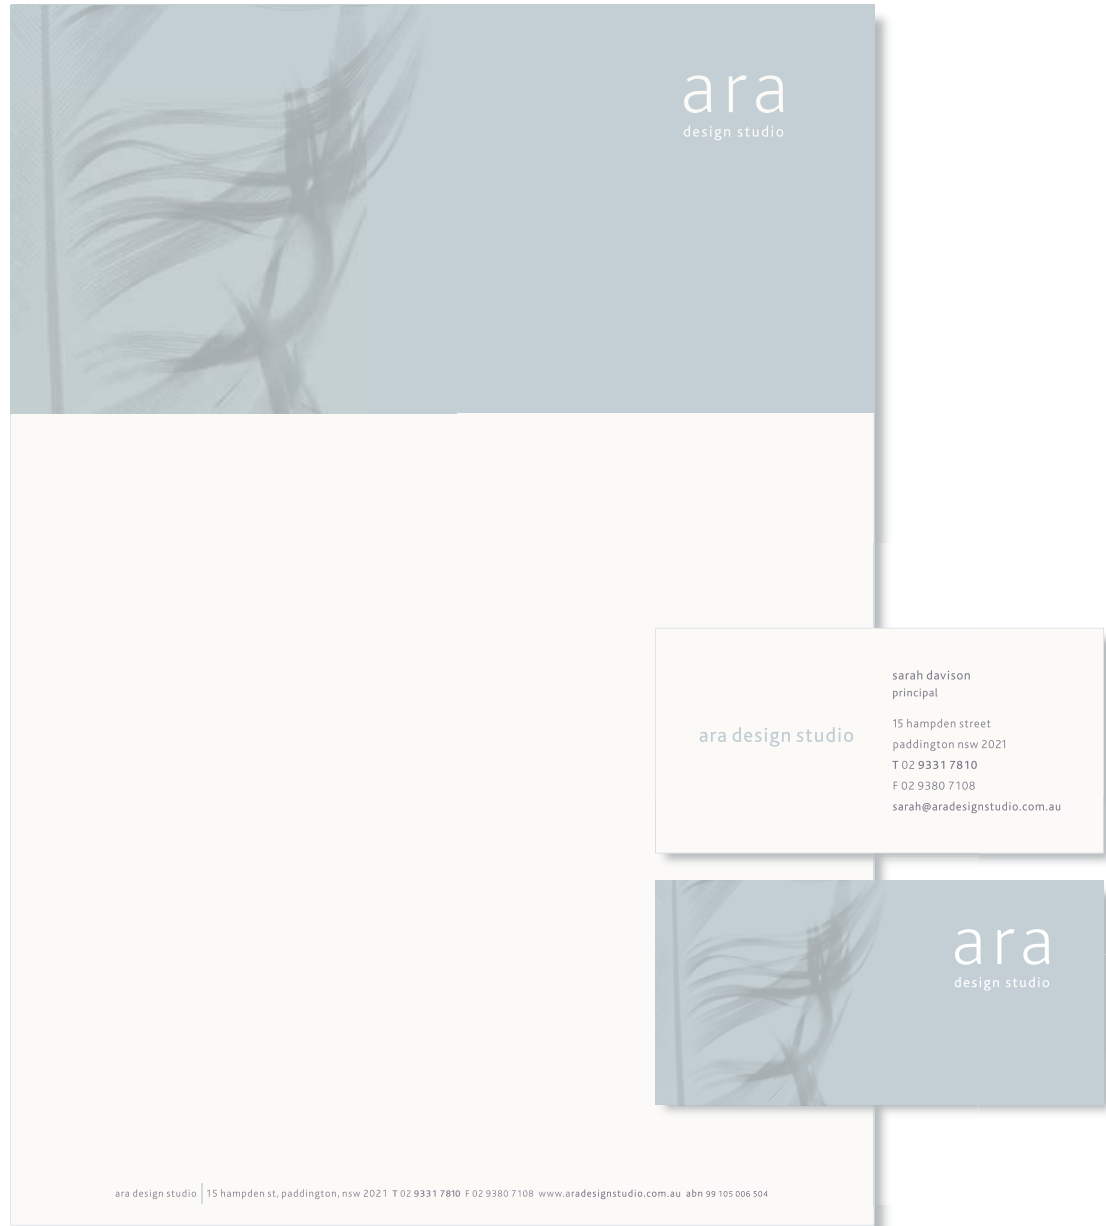 ara
design studio
sarah davison
principal
ara design studio
15 hampden street
paddington nsw 2021
T 02 9331 7810
F 02 9380 7108
sarah@aradesignstudio.com.au
ara
design studio
ara design studio | 15 hampden st, paddington, nsw 2021 T 02 9331 7810 F 02 9380 7108 www.aradesignstudio.com.au abn 99 105 006 504